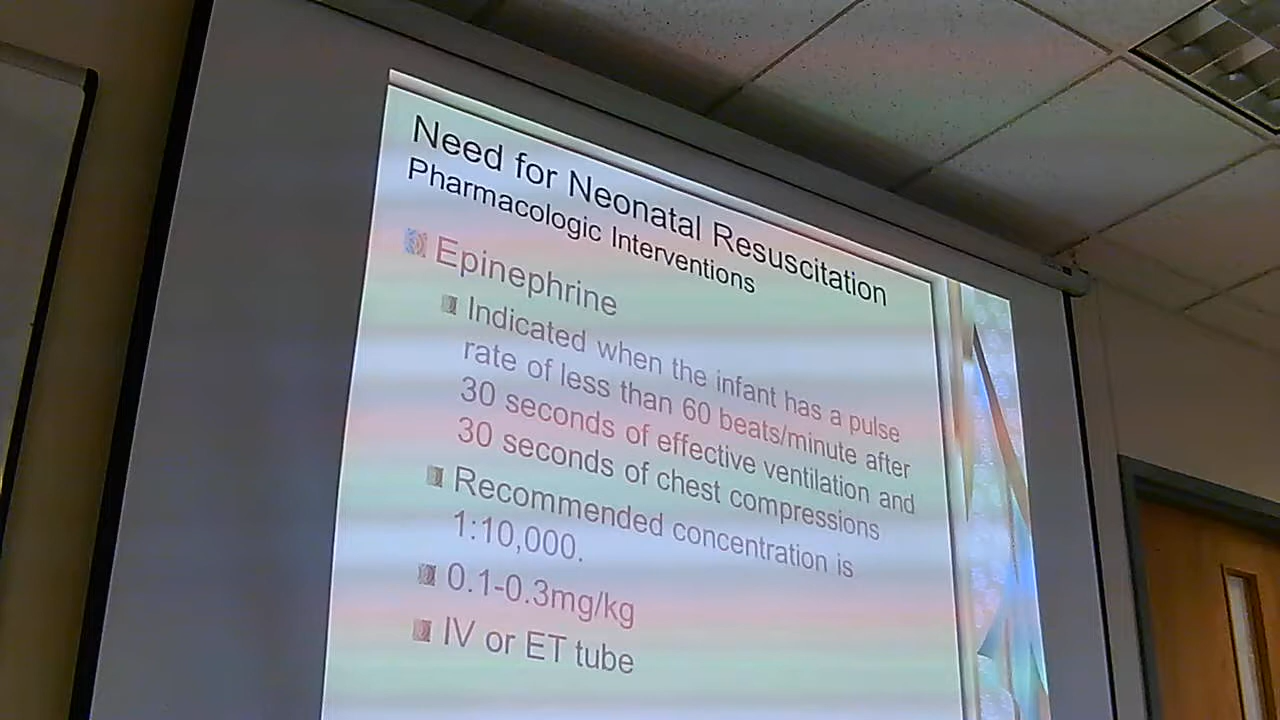 Need for Neonatal Resuscitation
Pharmacologic Interventions
Epinephrine
Indicated when the infant has a pulse
rate of less than 60 beats/minute after
30 seconds of effective ventilation and
30 seconds of chest compressions
Recommended concentration is
1:10,000.
0.1-0.3mg/kg
IV or ET tube